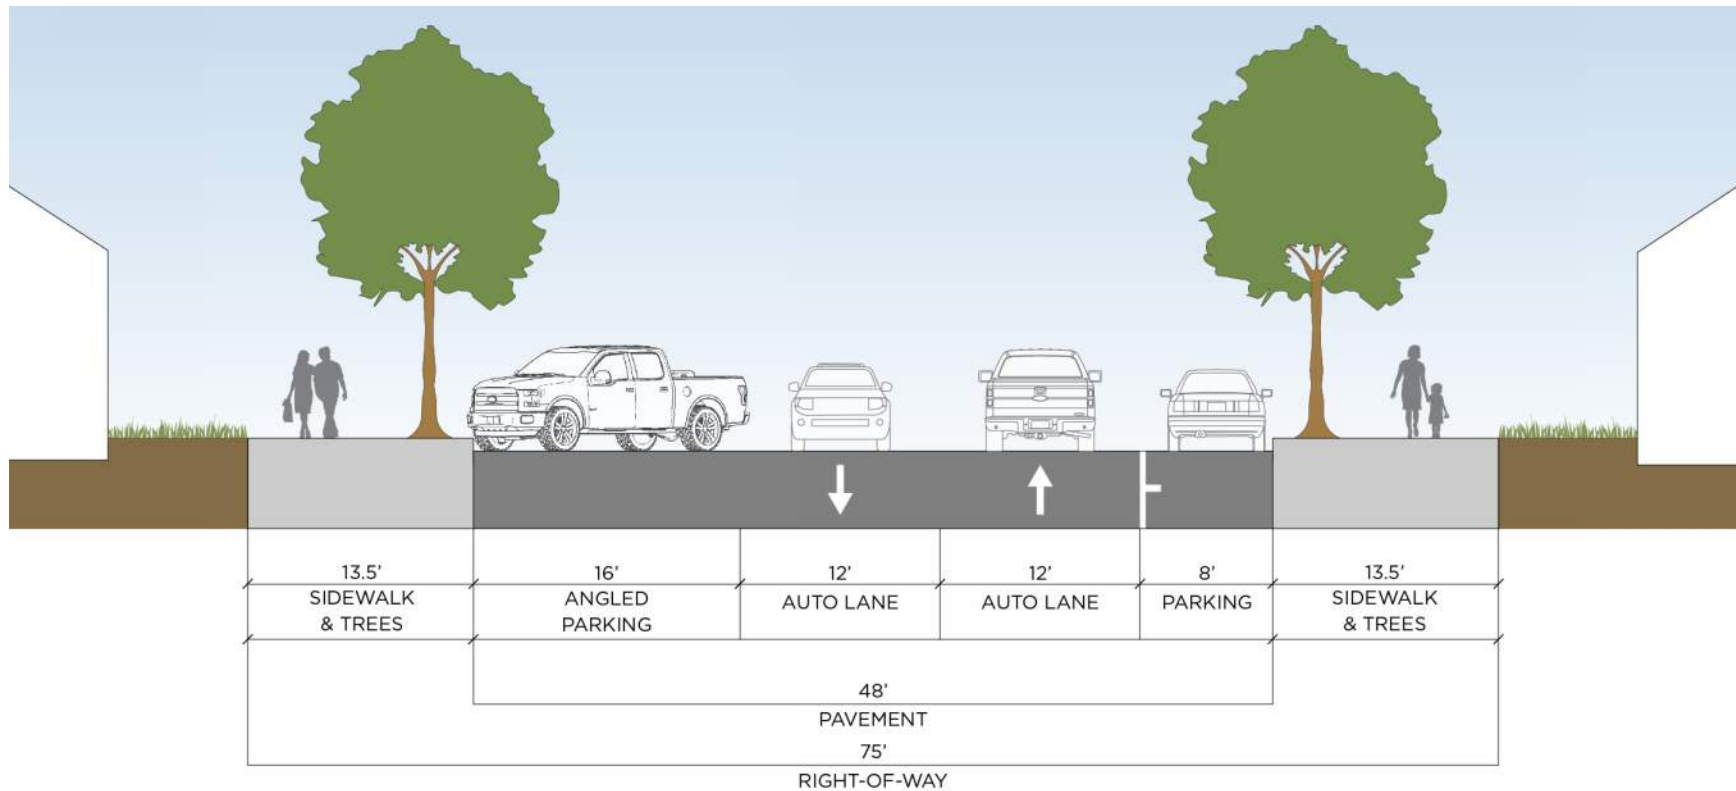 13.5’
SIDEWALK
& TREES
16’
ANGLED
PARKING
12’
AUTO LANE
12’
AUTO LANE
8’
PARKING
13.5’
SIDEWALK
& TREES
48’
PAVEMENT
75’
RIGHT-OF-WAY